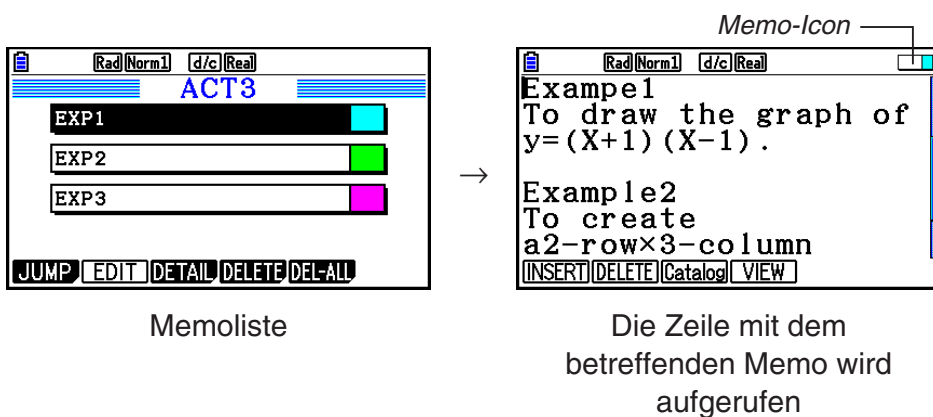 Memo-Icon
Rad Norm1 d/c Real
ACT3
EXP1
EXP2
EXP3
JUMP EDIT DETAIL DELETE DEL-ALL
Memoliste
→
Rad Norm1 d/c Real
Exampe1
To draw the graph of
y=(X+1)(X-1).
Example2
To create
a2-row×3-column
INSERT DELETE Catalog VIEW
Die Zeile mit dem
betreffenden Memo wird
aufgerufen